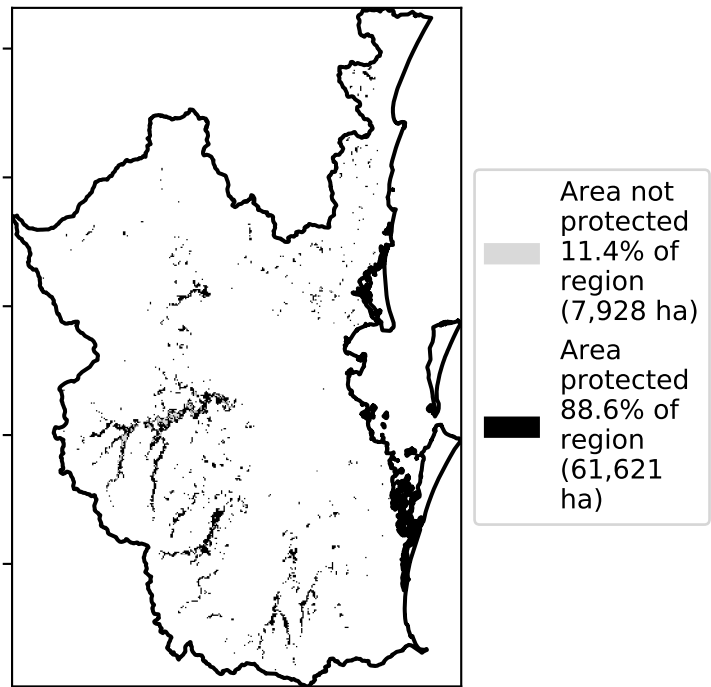 Area not
protected
11.4% of
region
(7,928 ha)
Area
protected
88.6% of
region
(61,621
ha)